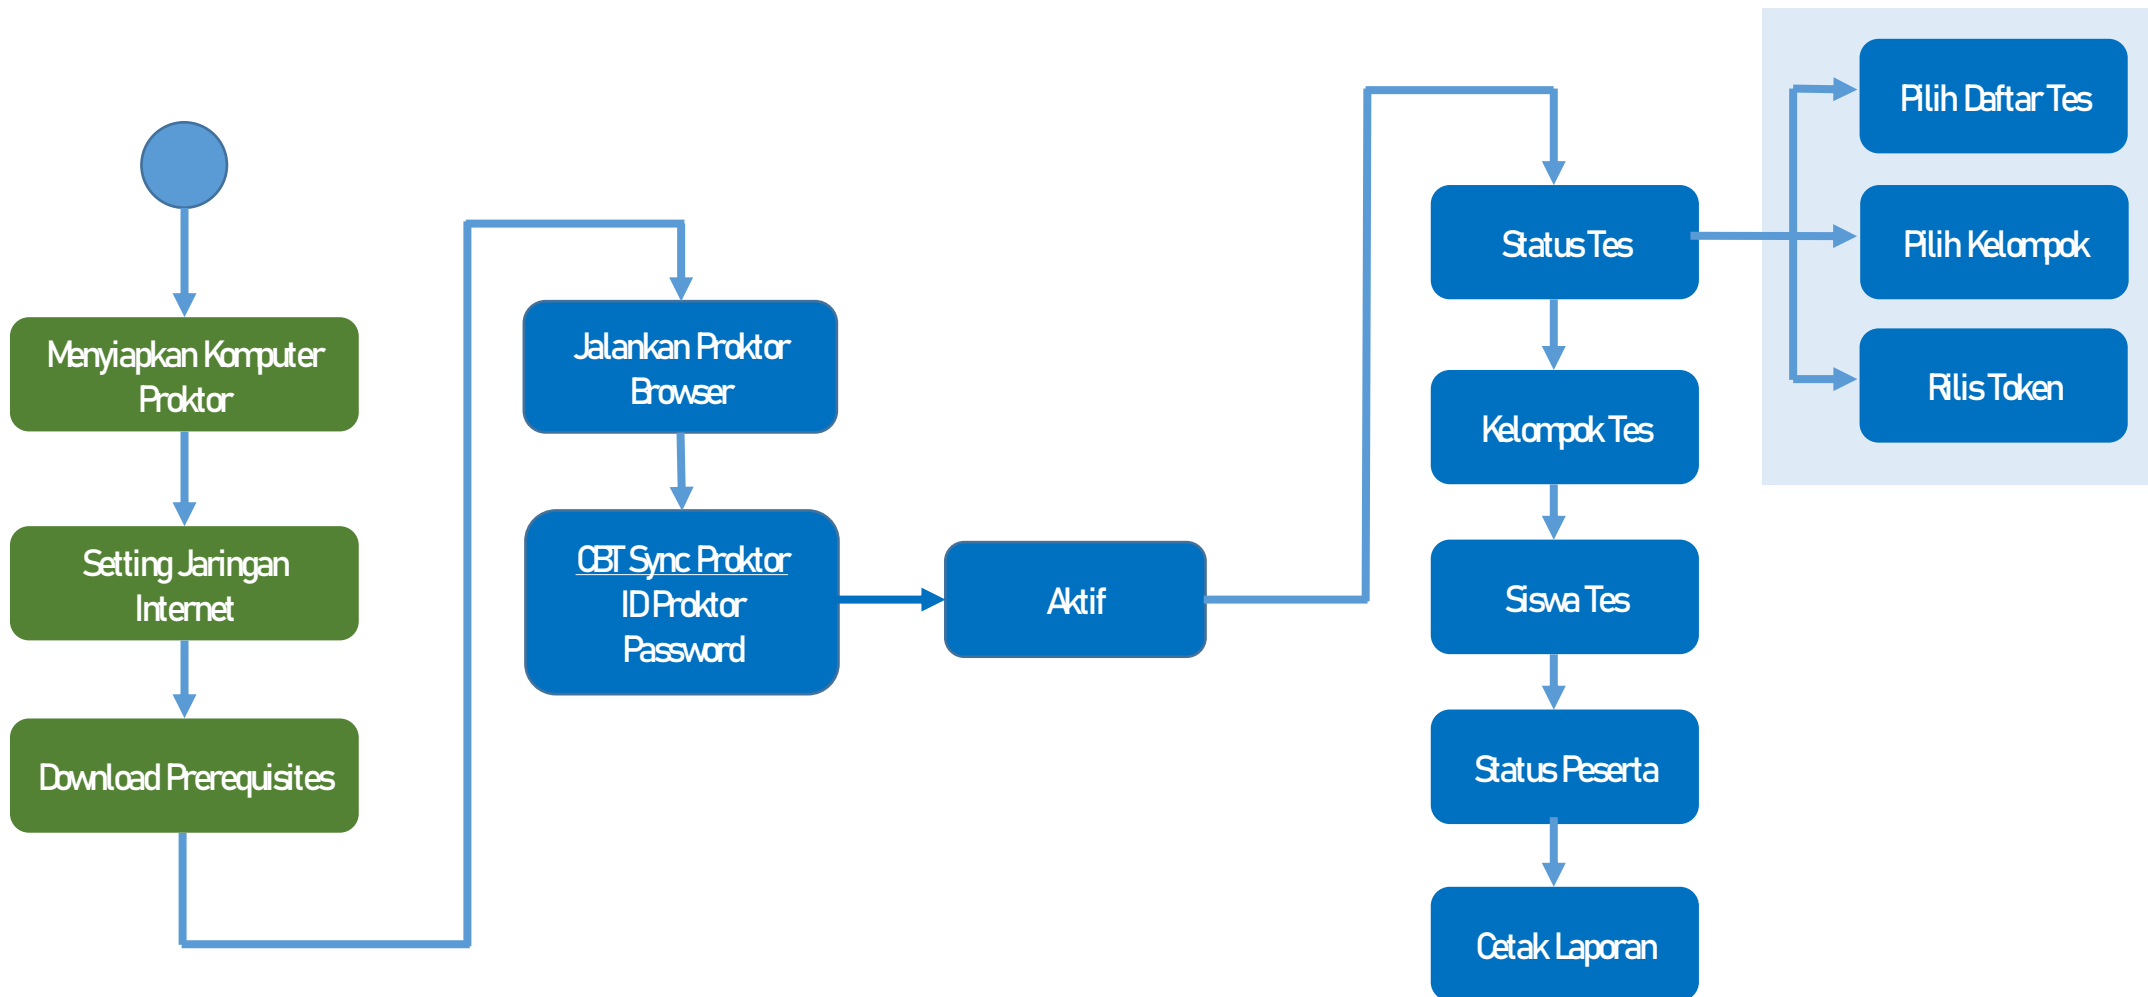 Menyiapkan Komputer
Proktor
Setting Jaringan
Internet
Download Prerequisites
Jalankan Proktor
Browser
CBT Sync Proktor
ID Proktor
Password
Aktif
Status Tes
Kelompok Tes
Siswa Tes
Status Peserta
Cetak Laporan
Pilih Daftar Tes
Pilih Kelompok
Rilis Token